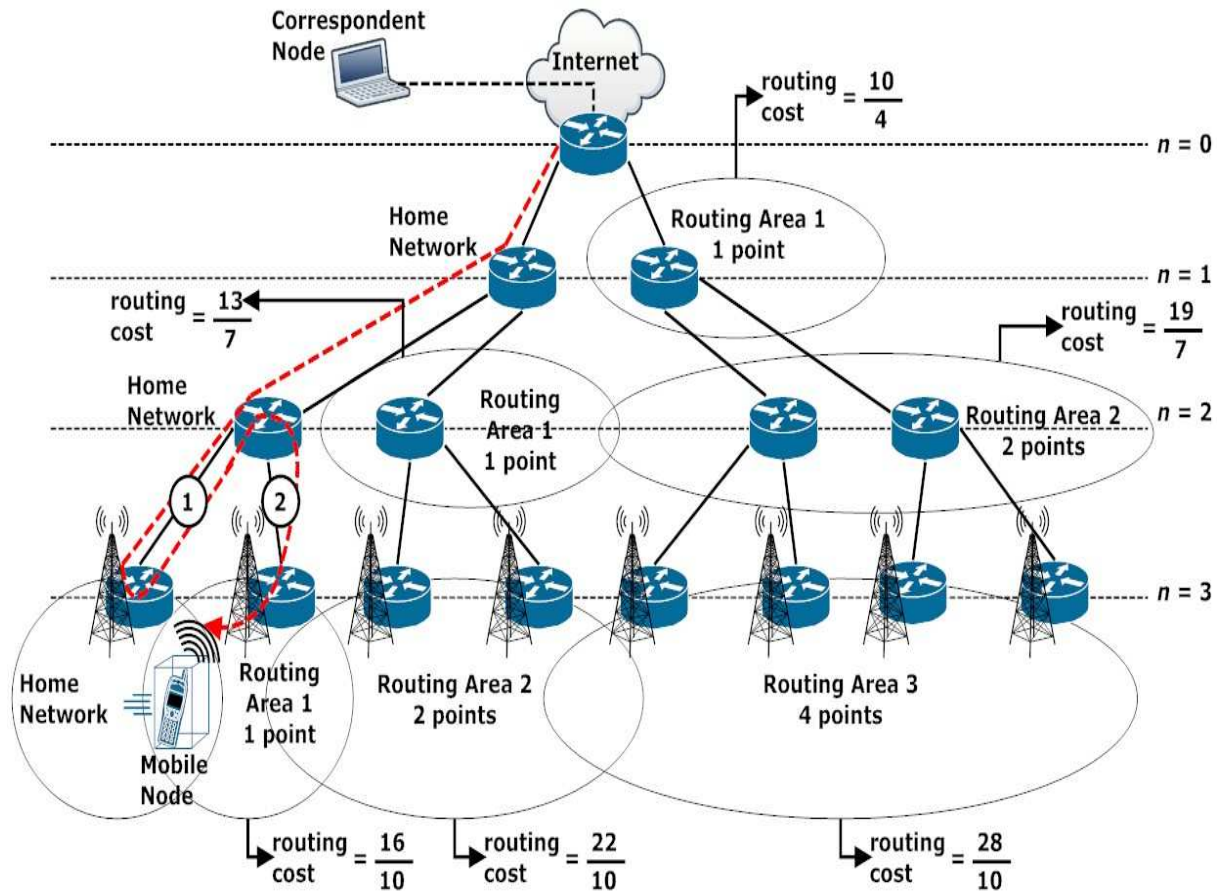 Correspondent
Node
Internet
routing
cost = 10/4
n = 0
Home
Network
Routing Area 1
1 point
n = 1
routing
cost = 13/7
routing
cost = 19/7
Home
Network
Routing
Area 1
1 point
Routing Area 2
2 points
n = 2
1
2
n = 3
Home
Network
Mobile
Node
Routing
Area 1
1 point
Routing Area 2
2 points
Routing Area 3
4 points
routing
cost = 16/10
routing
cost = 22/10
routing
cost = 28/10